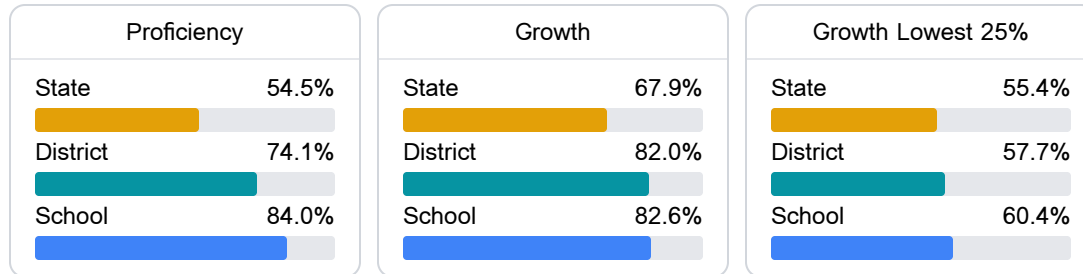 Proficiency
State 54.5%
District 74.1%
School 84.0%
Growth
State 67.9%
District 82.0%
School 82.6%
Growth Lowest 25%
State 55.4%
District 57.7%
School 60.4%